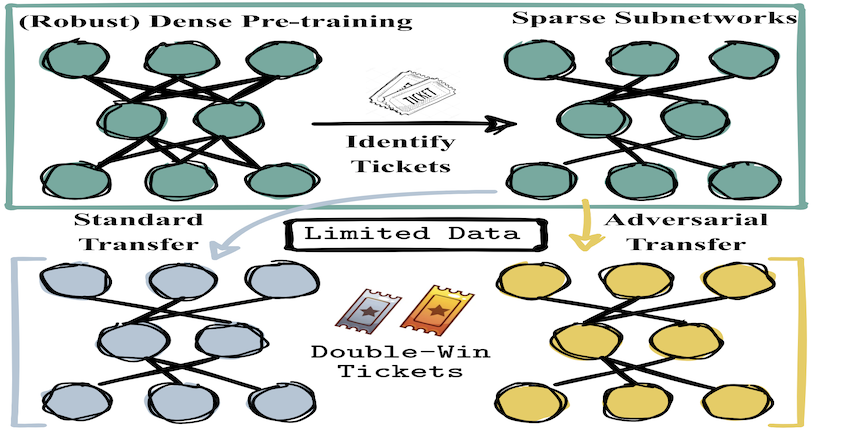 (Robust) Dense Pre-training
Sparse Subnetworks
TICKET
Identify
Tickets
Standard
Transfer
Limited Data
Adversarial
Transfer
Double-Win
Tickets